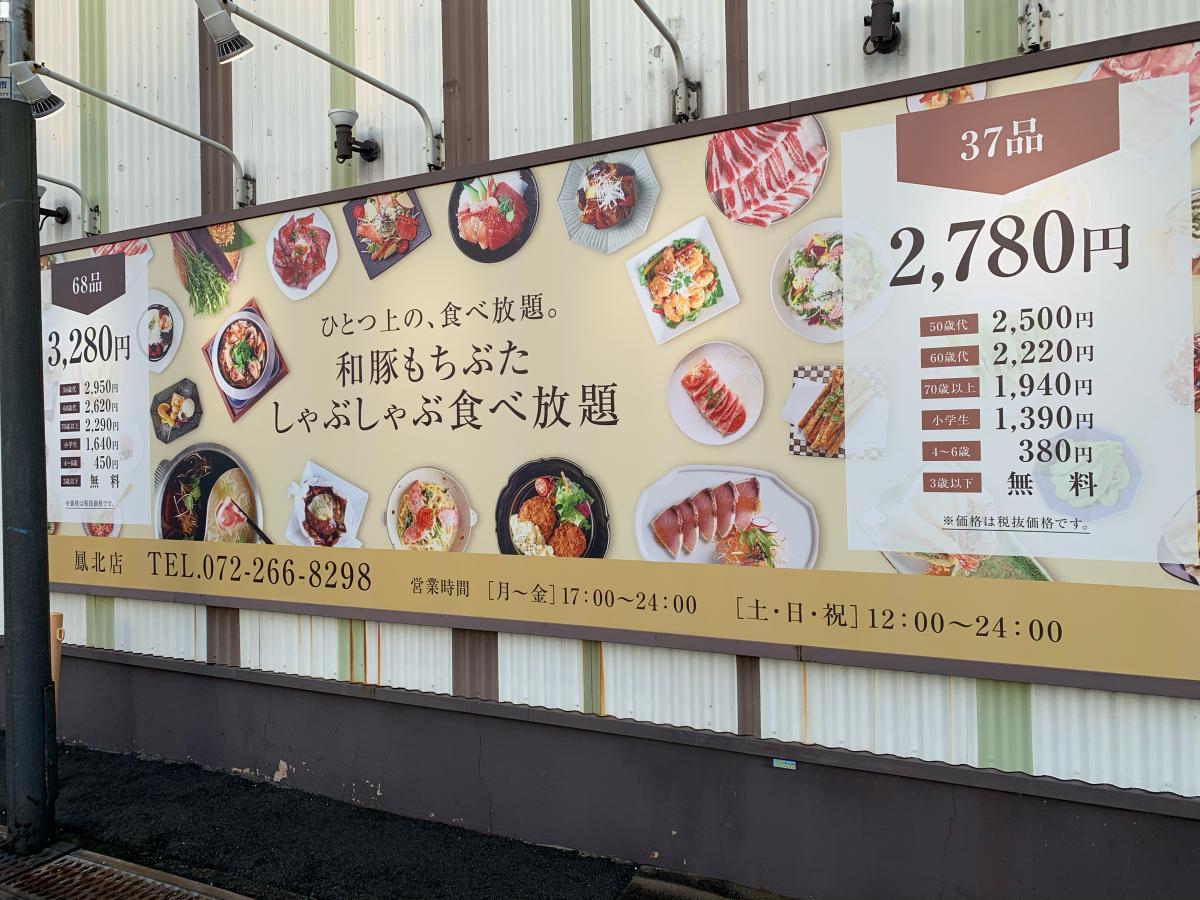 68品
3,280円
50歳代 2,950円
60歳代 2,620円
70歳以上 2,290円
小学生 1,640円
4〜6歳 450円
3歳以下 無料
※価格は税抜価格です。
ひとつ上の、食べ放題。
和豚もちぶた
しゃぶしゃぶ食べ放題
37品
2,780円
50歳代 2,500円
60歳代 2,220円
70歳以上 1,940円
小学生 1,390円
4〜6歳 380円
3歳以下 無料
※価格は税抜価格です。
鳳北店 TEL.072-266-8298 営業時間 [月〜金]17:00〜24:00 [土・日・祝]12:00〜24:00